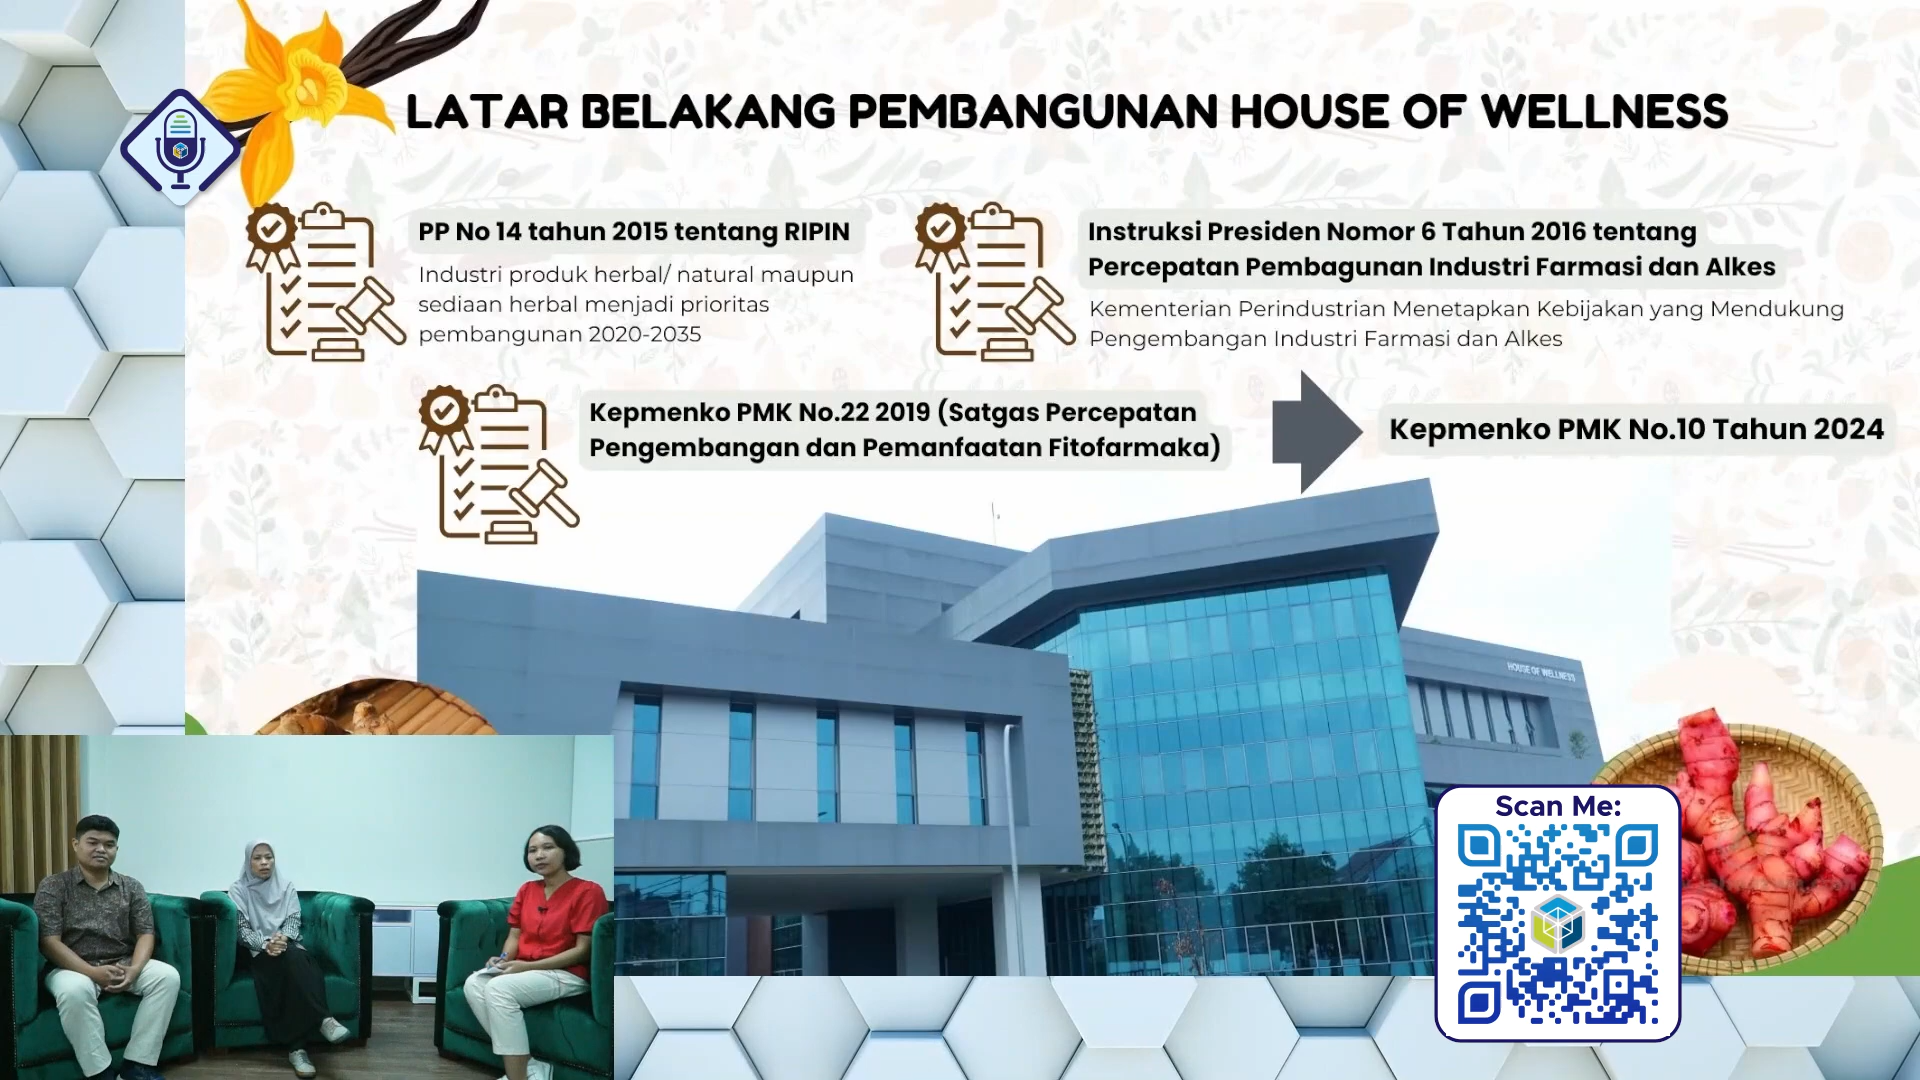 LATAR BELAKANG PEMBANGUNAN HOUSE OF WELLNESS
PP No 14 tahun 2015 tentang RIPIN
Industri produk herbal/ natural maupun
sediaan herbal menjadi prioritas
pembangunan 2020-2035
Instruksi Presiden Nomor 6 Tahun 2016 tentang
Percepatan Pembagunan Industri Farmasi dan Alkes
Kementerian Perindustrian Menetapkan Kebijakan yang Mendukung
Pengembangan Industri Farmasi dan Alkes
Kepmenko PMK No.22 2019 (Satgas Percepatan
Pengembangan dan Pemanfaatan Fitofarmaka)
Kepmenko PMK No.10 Tahun 2024
HOUSE OF WELLNESS
Scan Me: